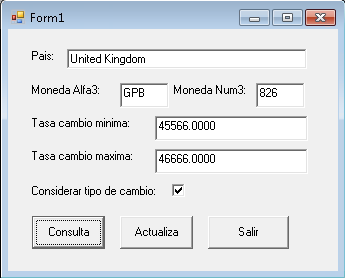 Form1
Pais: United Kingdom
Moneda Alfa3: GPB Moneda Num3: 826
Tasa cambio minima: 45566.0000
Tasa cambio maxima: 46666.0000
Considerar tipo de cambio:
Consulta Actualiza Salir